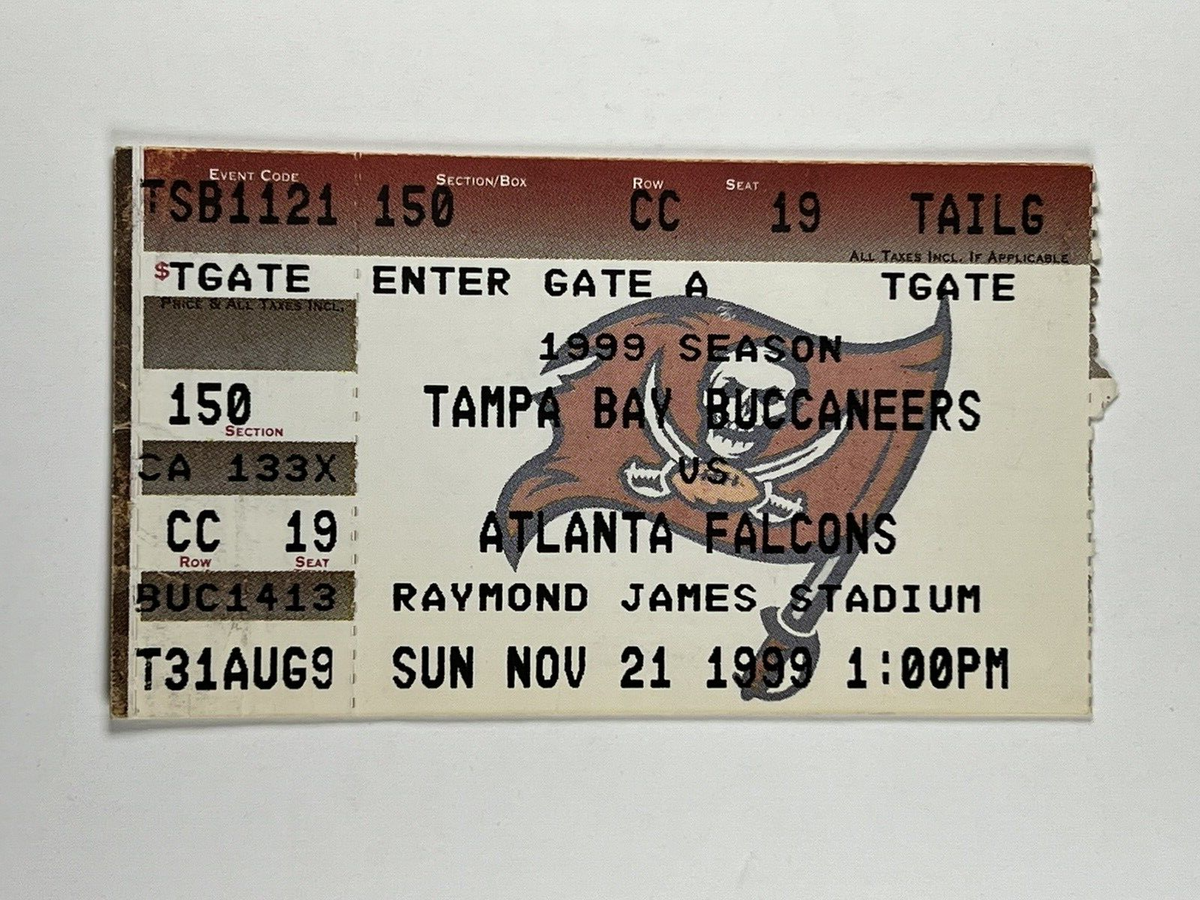 EVENT CODE SECTION/BOX ROW SEAT
TSB1121 150 CC 19 TAILG
ALL TAXES INCL. IF APPLICABLE
$TGATE ENTER GATE A TGATE
PRICE & ALL TAXES INCL.
1999 SEASON
150 TAMPA BAY BUCCANEERS
SECTION
CA 133X VS
CC 19 ATLANTA FALCONS
ROW SEAT
BUC1413 RAYMOND JAMES STADIUM
T31AUG9 SUN NOV 21 1999 1:00PM